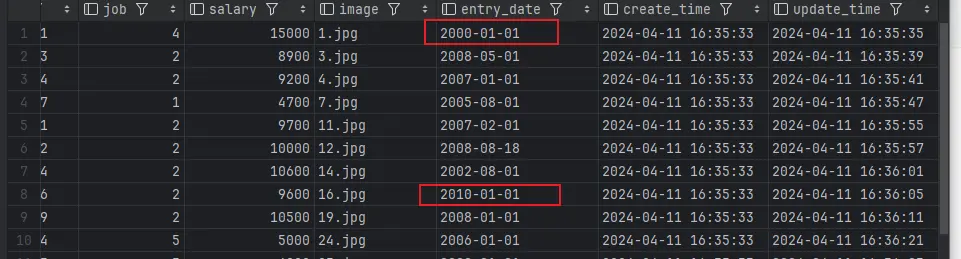 job salary image entry_date create_time update_time
1 1 4 15000 1.jpg 2000-01-01 2024-04-11 16:35:33 2024-04-11 16:35:35
2 3 2 8900 3.jpg 2008-05-01 2024-04-11 16:35:33 2024-04-11 16:35:39
3 4 2 9200 4.jpg 2007-01-01 2024-04-11 16:35:33 2024-04-11 16:35:41
4 7 1 4700 7.jpg 2005-08-01 2024-04-11 16:35:33 2024-04-11 16:35:47
5 1 2 9700 11.jpg 2007-02-01 2024-04-11 16:35:33 2024-04-11 16:35:55
6 2 2 10000 12.jpg 2008-08-18 2024-04-11 16:35:33 2024-04-11 16:35:57
7 4 2 10600 14.jpg 2002-08-01 2024-04-11 16:35:33 2024-04-11 16:36:01
8 6 2 9600 16.jpg 2010-01-01 2024-04-11 16:35:33 2024-04-11 16:36:05
9 9 2 10500 19.jpg 2008-01-01 2024-04-11 16:35:33 2024-04-11 16:36:11
10 4 5 5000 24.jpg 2006-01-01 2024-04-11 16:35:33 2024-04-11 16:36:21